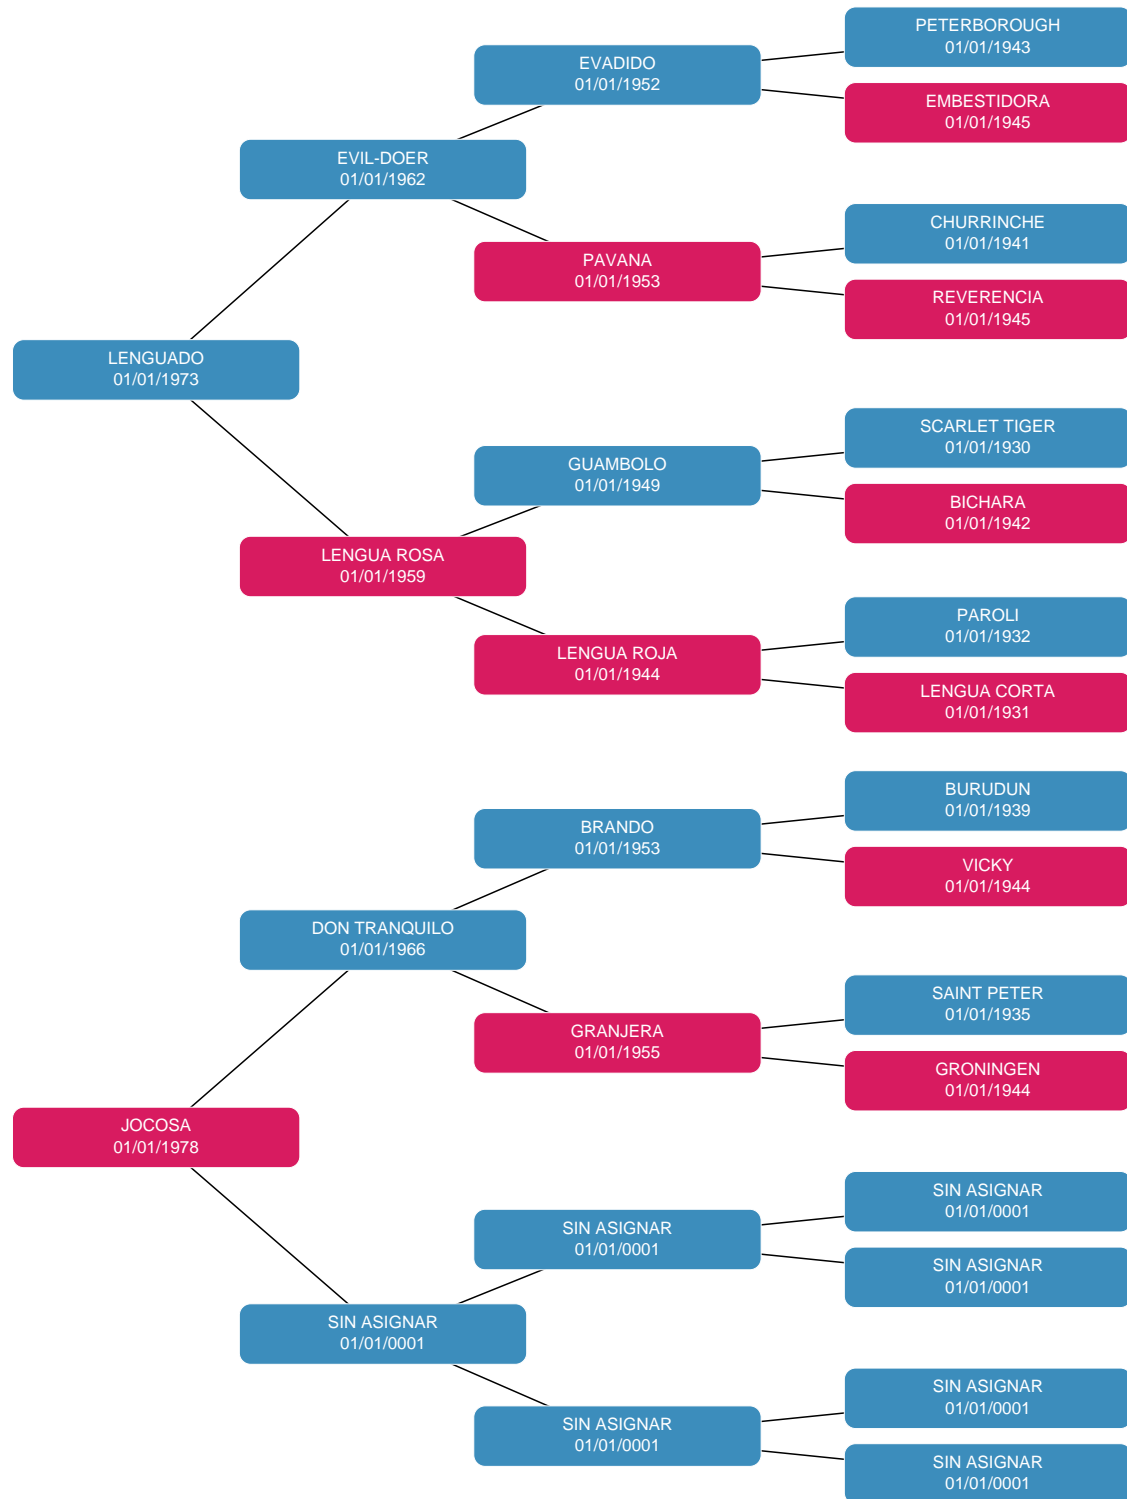 PETERBOROUGH
01/01/1943
EVADIDO
01/01/1952
EMBESTIDORA
01/01/1945
EVIL-DOER
01/01/1962
CHURRINCHE
01/01/1941
PAVANA
01/01/1953
REVERENCIA
01/01/1945
LENGUADO
01/01/1973
SCARLET TIGER
01/01/1930
GUAMBOLO
01/01/1949
BICHARA
01/01/1942
LENGUA ROSA
01/01/1959
PAROLI
01/01/1932
LENGUA ROJA
01/01/1944
LENGUA CORTA
01/01/1931
BURUDUN
01/01/1939
BRANDO
01/01/1953
VICKY
01/01/1944
DON TRANQUILO
01/01/1966
SAINT PETER
01/01/1935
GRANJERA
01/01/1955
GRONINGEN
01/01/1944
JOCOSA
01/01/1978
SIN ASIGNAR
01/01/0001
SIN ASIGNAR
01/01/0001
SIN ASIGNAR
01/01/0001
SIN ASIGNAR
01/01/0001
SIN ASIGNAR
01/01/0001
SIN ASIGNAR
01/01/0001
SIN ASIGNAR
01/01/0001